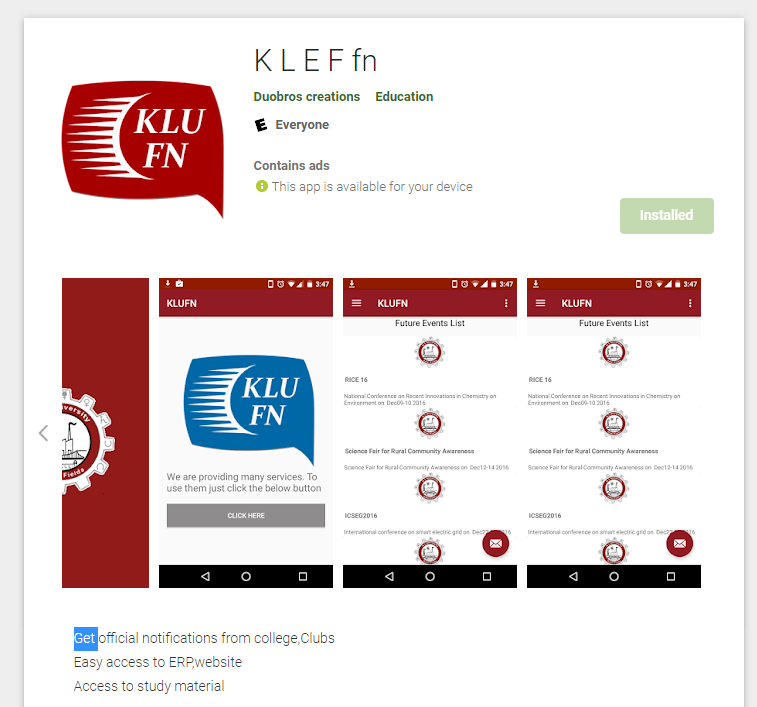 K L E F fn
Duobros creations Education
E Everyone
Contains ads
This app is available for your device
Installed
KLU
FN
3:47
KLUFN
KLU
FN
We are providing many services. To
use them just click the below button
CLICK HERE
3:47
KLUFN
Future Events List
RICE 16
National Conference on Recent Innovations in Chemistry on
Environment on Dec09-10 2016
Science Fair for Rural Community Awareness
Science Fair for Rural Community Awareness on Dec12-14 2016
ICSEG2016
International conference on smart electric grid on Dec22
3:47
KLUFN
Future Events List
RICE 16
National Conference on Recent Innovations in Chemistry on
Environment on Dec09-10 2016
Science Fair for Rural Community Awareness
Science Fair for Rural Community Awareness on Dec12-14 2016
ICSEG2016
International conference on smart electric grid on Dec22
Get official notifications from college,Clubs
Easy access to ERP,website
Access to study material